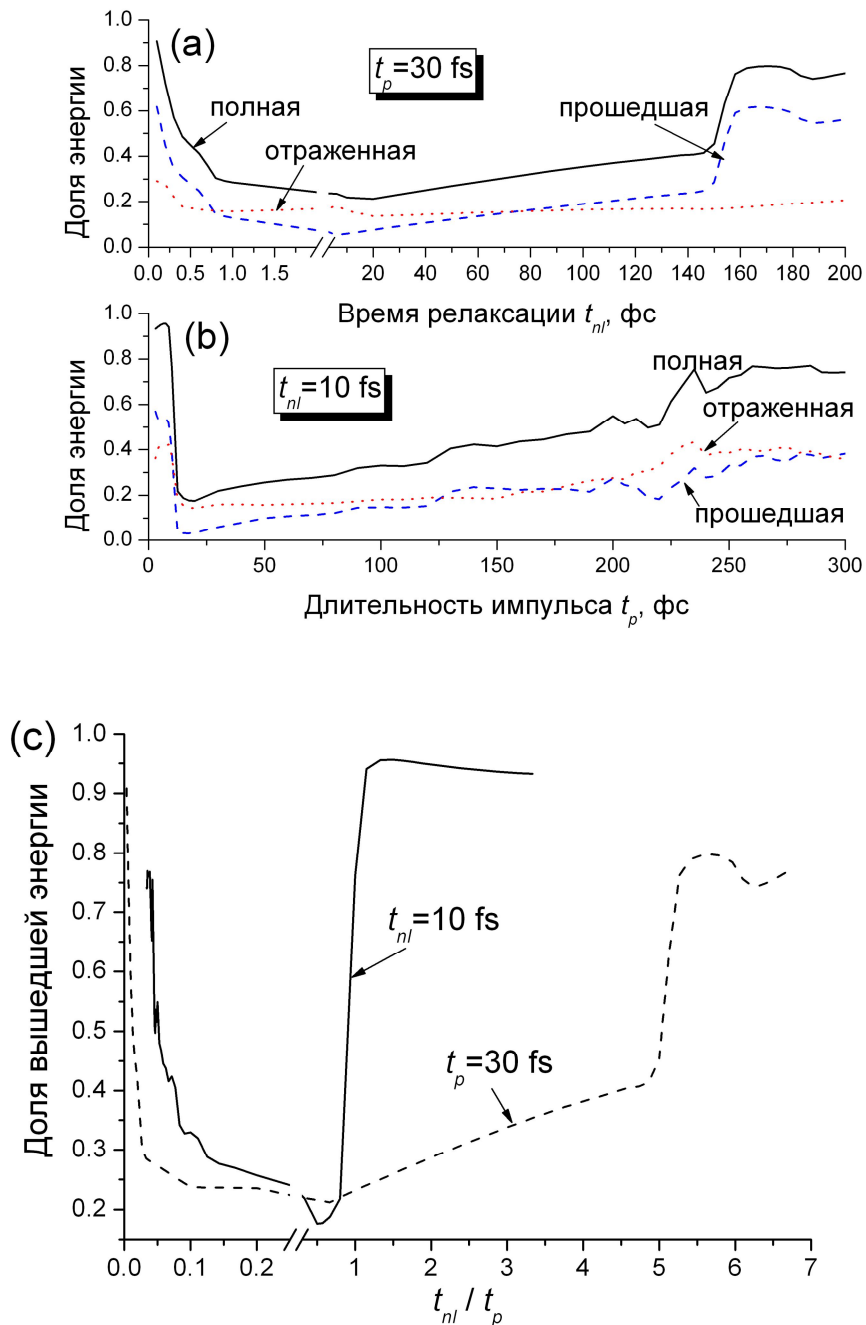 (a)
t_p=30 fs
полная
отраженная
прошедшая
Доля энергии
1.0
0.8
0.6
0.4
0.2
0.0
0.0 0.5 1.0 1.5 20 40 60 80 100 120 140 160 180 200
Время релаксации t_nl, фс
(b)
t_nl=10 fs
полная
отраженная
прошедшая
Доля энергии
1.0
0.8
0.6
0.4
0.2
0.0
0 50 100 150 200 250 300
Длительность импульса t_p, фс
(c)
Доля вышедшей энергии
1.0
0.9
0.8
0.7
0.6
0.5
0.4
0.3
0.2
t_nl=10 fs
t_p=30 fs
0.0 0.1 0.2 1 2 3 4 5 6 7
t_nl / t_p